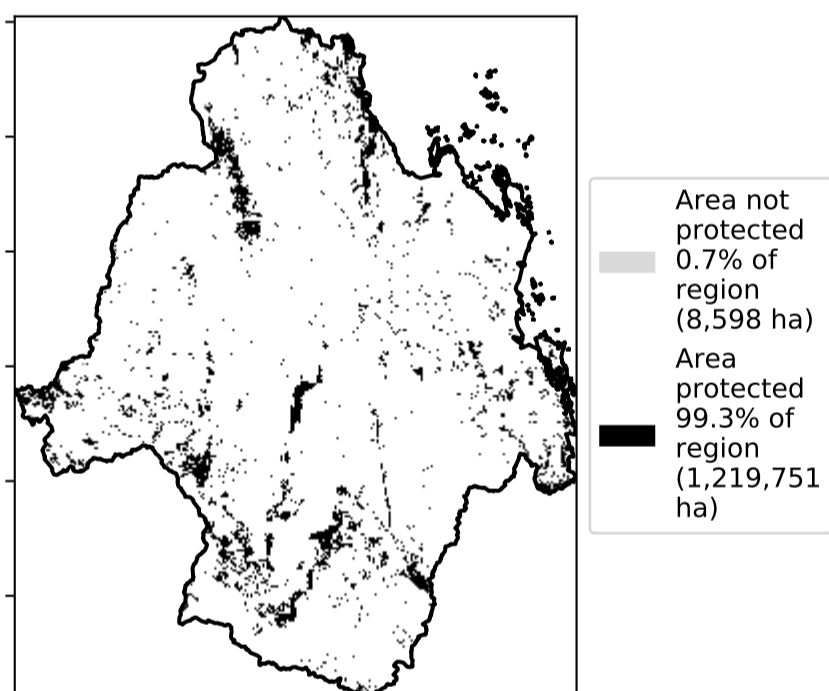 Area not
protected
0.7% of
region
(8,598 ha)
Area
protected
99.3% of
region
(1,219,751
ha)